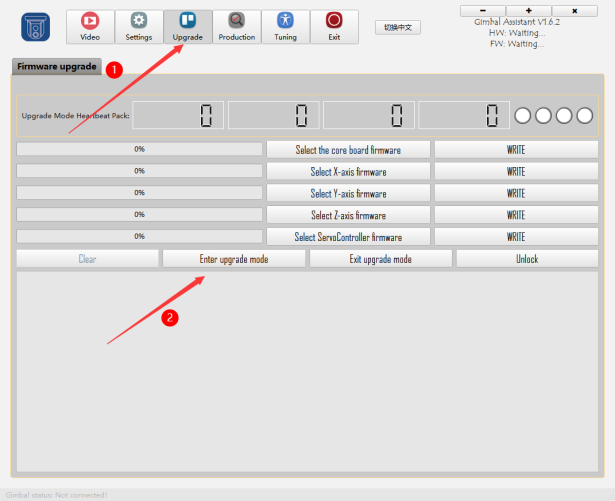 Video
Settings
Upgrade
Production
Tuning
Exit
切换中文
Gimbal Assistant V1.6.2
HW: Waiting...
FW: Waiting...
Firmware upgrade
1
Upgrade Mode Heartbeat Pack:
0 0 0 0
0% Select the core board firmware WRITE
0% Select X-axis firmware WRITE
0% Select Y-axis firmware WRITE
0% Select Z-axis firmware WRITE
0% Select ServoController firmware WRITE
Clear Enter upgrade mode Exit upgrade mode Unlock
2
Gimbal status: Not connected!